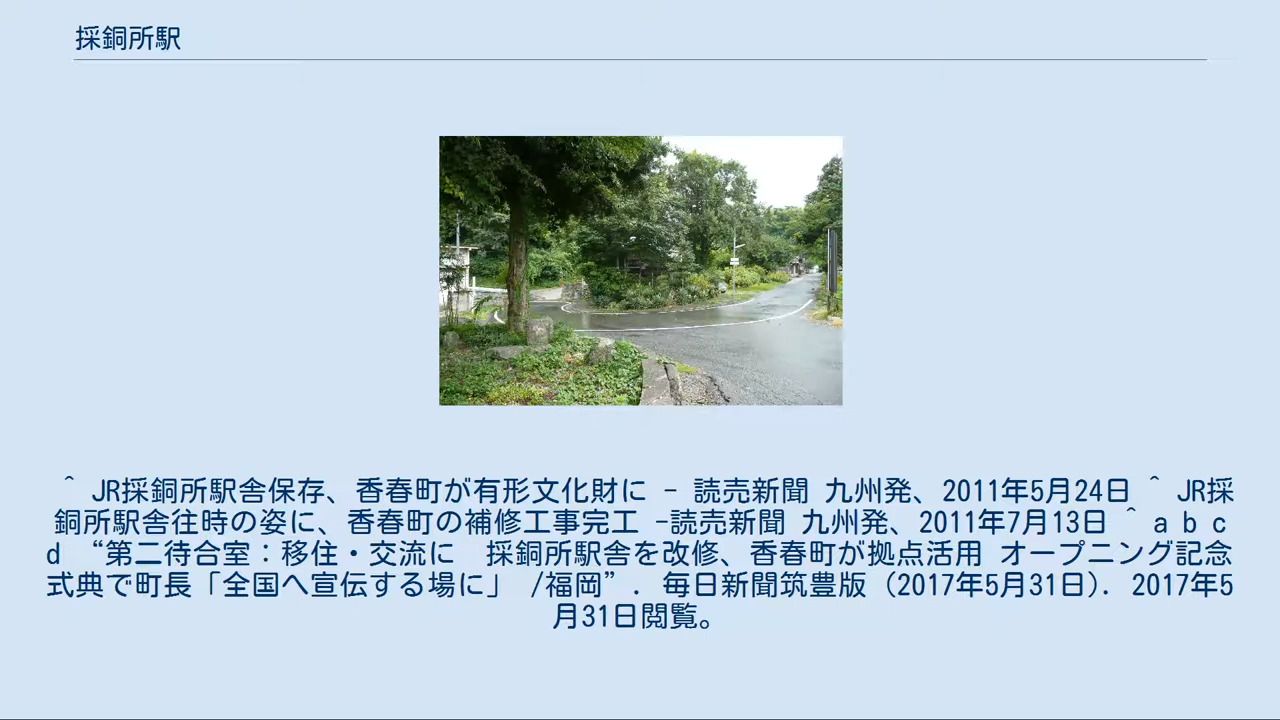 採銅所駅
^ JR採銅所駅舎保存、香春町が有形文化財に - 読売新聞 九州発、2011年5月24日 ^ JR採
銅所駅舎往時の姿に、香春町の補修工事完工 -読売新聞 九州発、2011年7月13日 ^ a b c
d “第二待合室：移住・交流に　採銅所駅舎を改修、香春町が拠点活用 オープニング記念
式典で町長「全国へ宣伝する場に」 /福岡”. 毎日新聞筑豊版 (2017年5月31日). 2017年5
月31日閲覧。